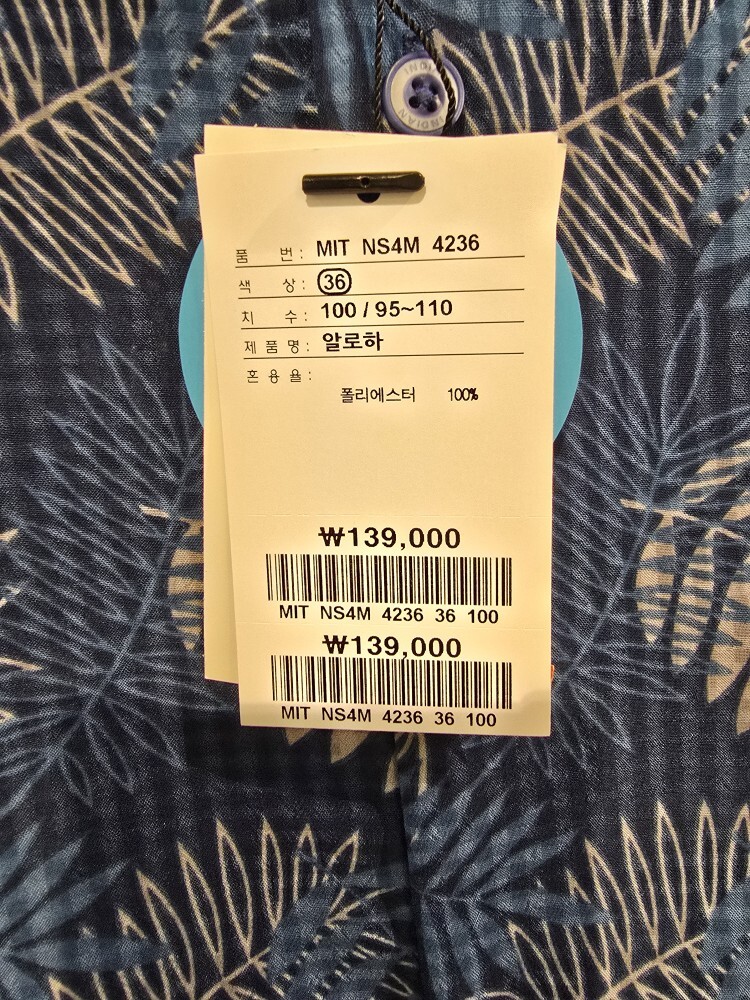 INDIAN
INDIAN
품 번 : MIT NS4M 4236
색 상 : 36
치 수 : 100 / 95~110
제 품 명 : 알로하
혼 용 율 :
폴리에스터 100%
₩139,000
MIT NS4M 4236 36 100
₩139,000
MIT NS4M 4236 36 100